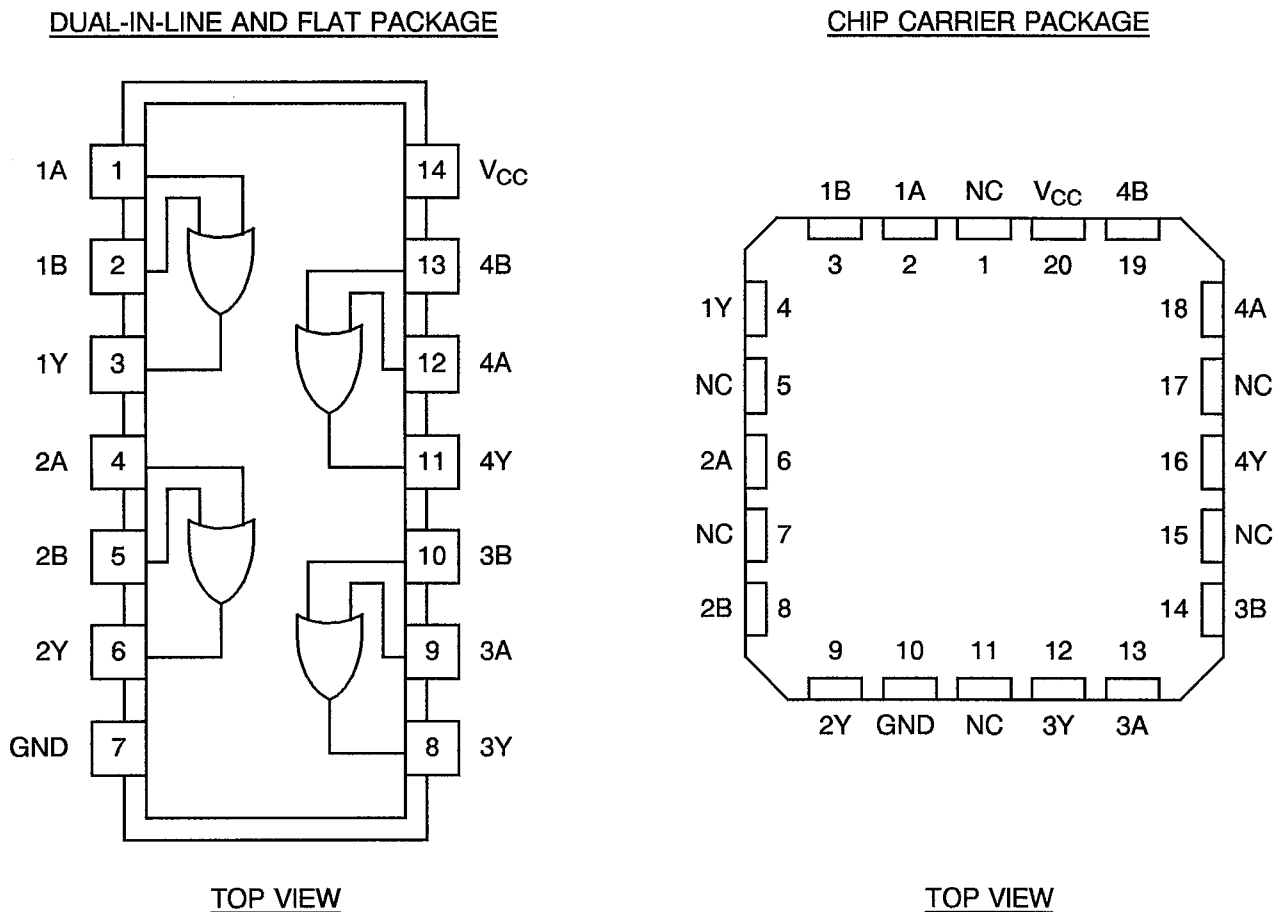 DUAL-IN-LINE AND FLAT PACKAGE
1A 1 14 VCC
1B 2 13 4B
1Y 3 12 4A
2A 4 11 4Y
2B 5 10 3B
2Y 6 9 3A
GND 7 8 3Y
TOP VIEW
CHIP CARRIER PACKAGE
1B 1A NC VCC 4B
3 2 1 20 19
1Y 4 18 4A
NC 5 17 NC
2A 6 16 4Y
NC 7 15 NC
2B 8 14 3B
9 10 11 12 13
2Y GND NC 3Y 3A
TOP VIEW